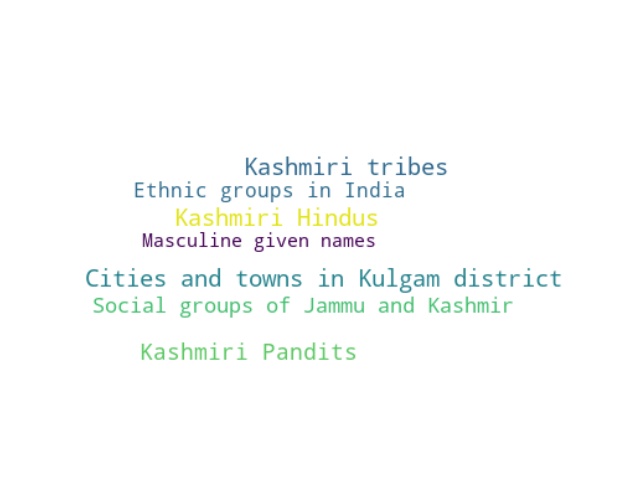 Kashmiri tribes
Ethnic groups in India
Kashmiri Hindus
Masculine given names
Cities and towns in Kulgam district
Social groups of Jammu and Kashmir
Kashmiri Pandits